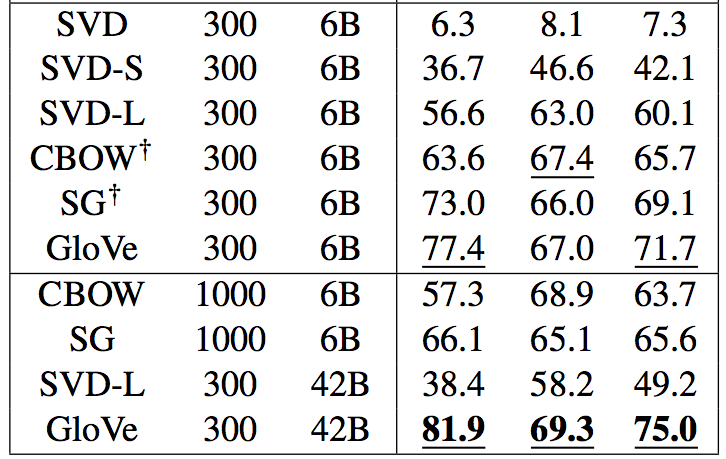 SVD 300 6B 6.3 8.1 7.3
SVD-S 300 6B 36.7 46.6 42.1
SVD-L 300 6B 56.6 63.0 60.1
CBOW† 300 6B 63.6 67.4 65.7
SG† 300 6B 73.0 66.0 69.1
GloVe 300 6B 77.4 67.0 71.7
CBOW 1000 6B 57.3 68.9 63.7
SG 1000 6B 66.1 65.1 65.6
SVD-L 300 42B 38.4 58.2 49.2
GloVe 300 42B 81.9 69.3 75.0